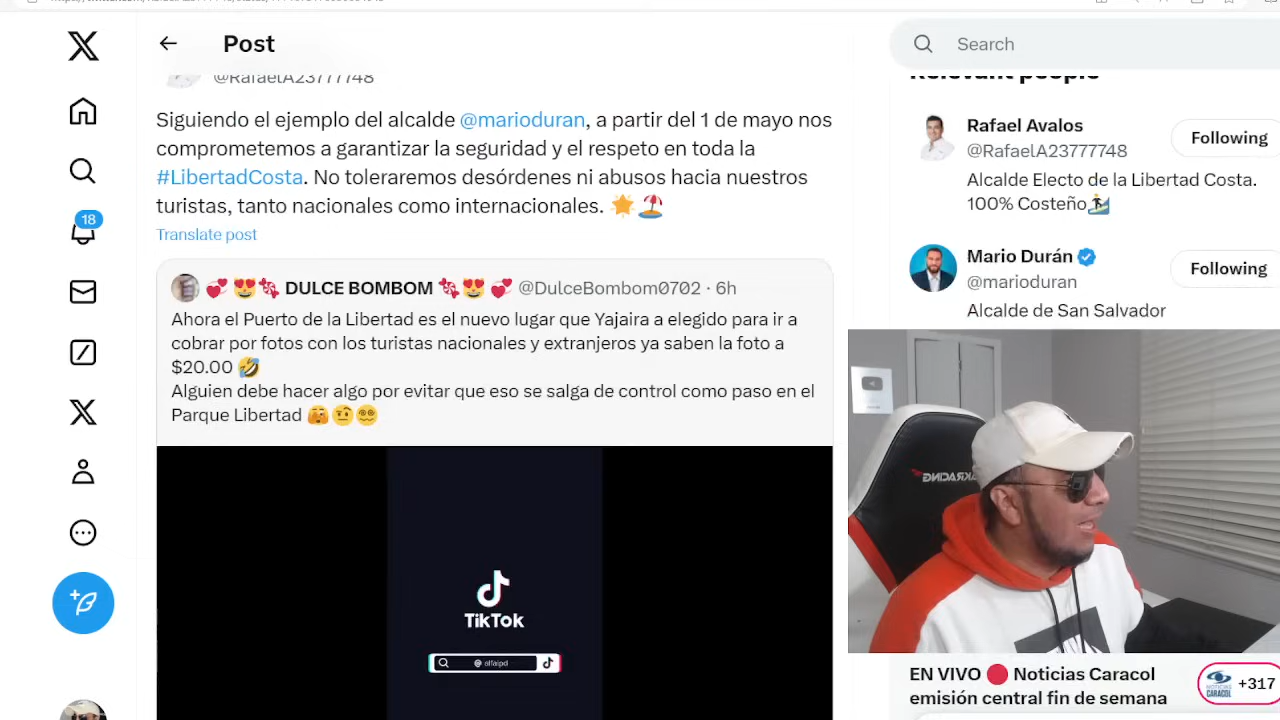 Post
Search
@RafaelA23777748
Siguiendo el ejemplo del alcalde @marioduran, a partir del 1 de mayo nos
comprometemos a garantizar la seguridad y el respeto en toda la
#LibertadCosta. No toleraremos desórdenes ni abusos hacia nuestros
turistas, tanto nacionales como internacionales.
Translate post
DULCE BOMBOM @DulceBombom0702 · 6h
Ahora el Puerto de la Libertad es el nuevo lugar que Yajaira a elegido para ir a
cobrar por fotos con los turistas nacionales y extranjeros ya saben la foto a
$20.00
Alguien debe hacer algo por evitar que eso se salga de control como paso en el
Parque Libertad
TikTok
18
Relevant people
Rafael Avalos
@RafaelA23777748
Following
Alcalde Electo de la Libertad Costa.
100% Costeño
Mario Durán
@marioduran
Following
Alcalde de San Salvador
EN VIVO Noticias Caracol
emisión central fin de semana
NOTICIAS
CARACOL
+317